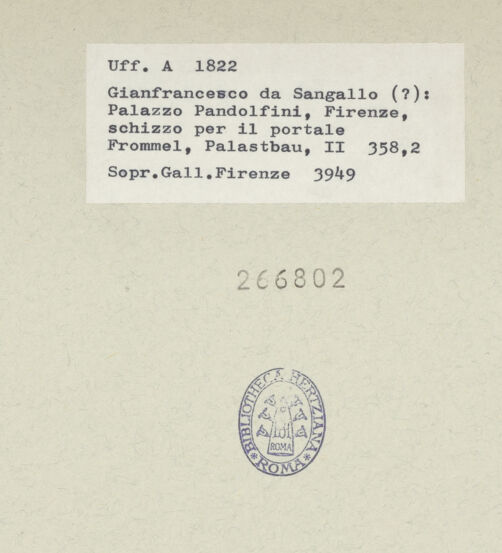 Uff. A 1822
Gianfrancesco da Sangallo (?):
Palazzo Pandolfini, Firenze,
schizzo per il portale
Frommel, Palastbau, II 358,2
Sopr.Gall.Firenze 3949
266802
BIBLIOTHECA HERTZIANA
ROMA
* ROMA *